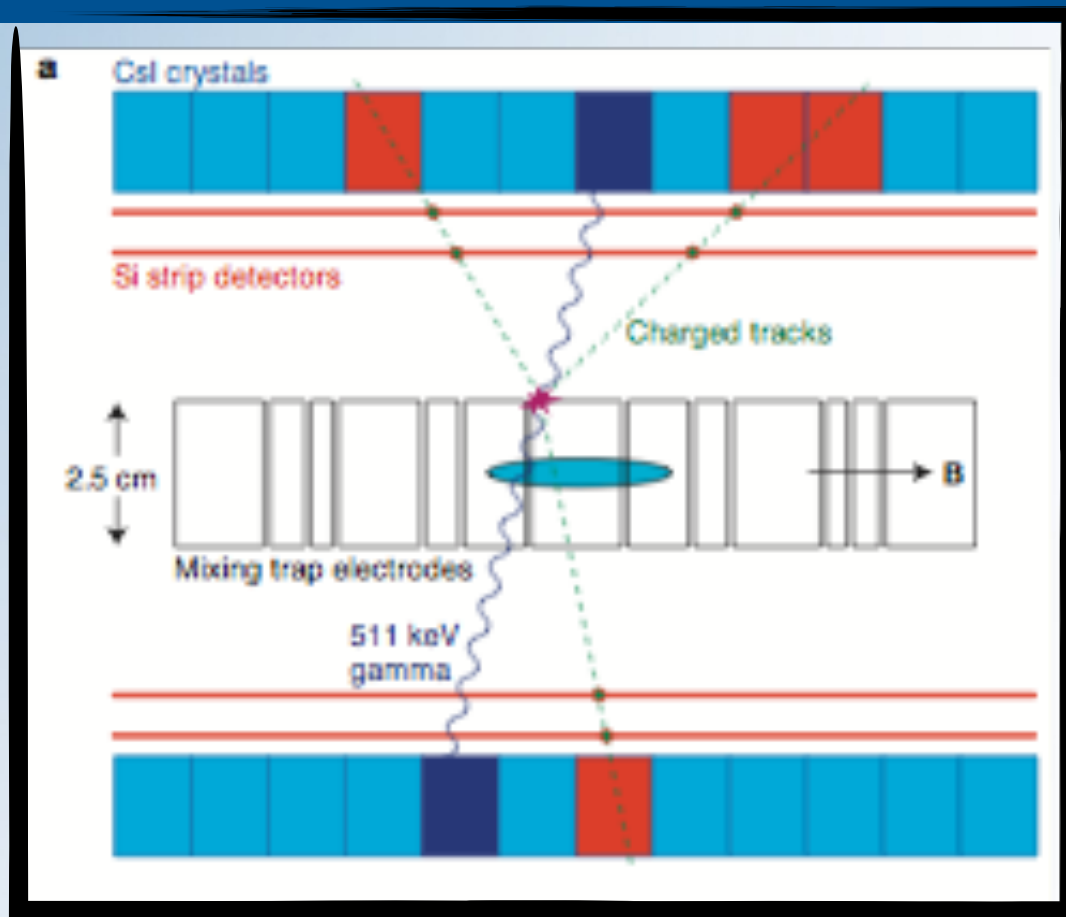 a
CsI crystals
Si strip detectors
Charged tracks
2.5 cm
B
Mixing trap electrodes
511 keV
gamma